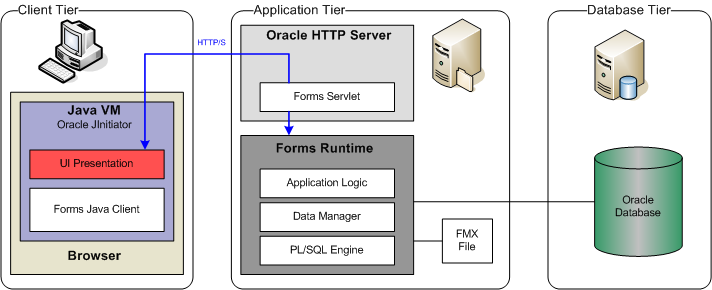 Client Tier
Application Tier
Database Tier
HTTP/S
Oracle HTTP Server
Forms Servlet
Java VM
Oracle JInitiator
UI Presentation
Forms Java Client
Browser
Forms Runtime
Application Logic
Data Manager
PL/SQL Engine
FMX
File
Oracle
Database